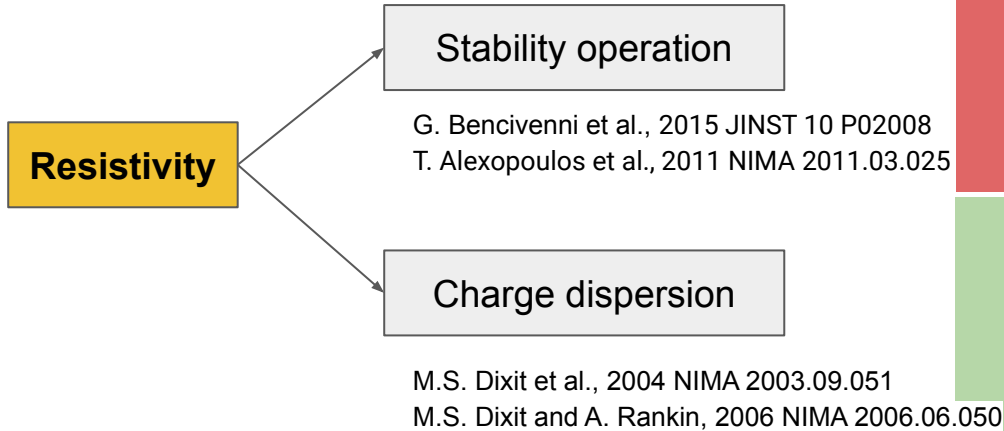 Stability operation
G. Bencivenni et al., 2015 JINST 10 P02008
T. Alexopoulos et al., 2011 NIMA 2011.03.025
Resistivity
Charge dispersion
M.S. Dixit et al., 2004 NIMA 2003.09.051
M.S. Dixit and A. Rankin, 2006 NIMA 2006.06.050